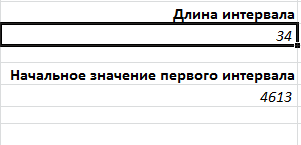 Длина интервала
34
Начальное значение первого интервала
4613